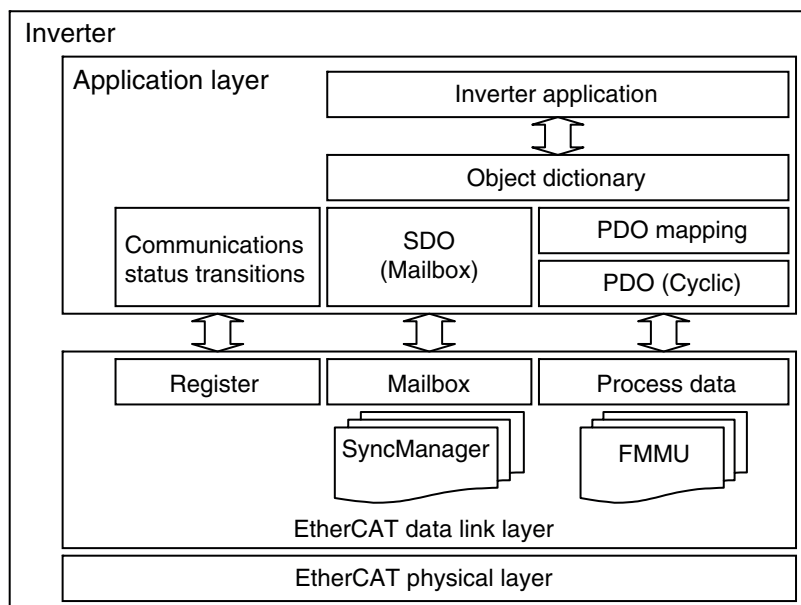 Inverter
Application layer
Inverter application
Object dictionary
Communications
status transitions
SDO
(Mailbox)
PDO mapping
PDO (Cyclic)
Register
Mailbox
Process data
SyncManager
FMMU
EtherCAT data link layer
EtherCAT physical layer